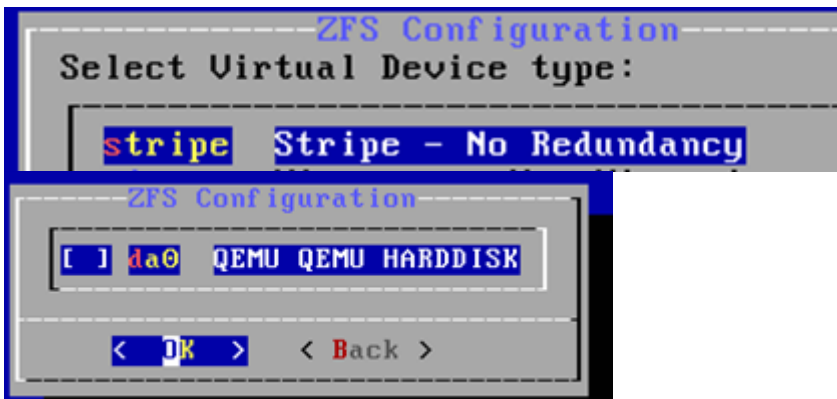 ZFS Configuration
Select Virtual Device type:
stripe Stripe - No Redundancy
ZFS Configuration
[ ] da0 QEMU QEMU HARDDISK
< OK > < Back >